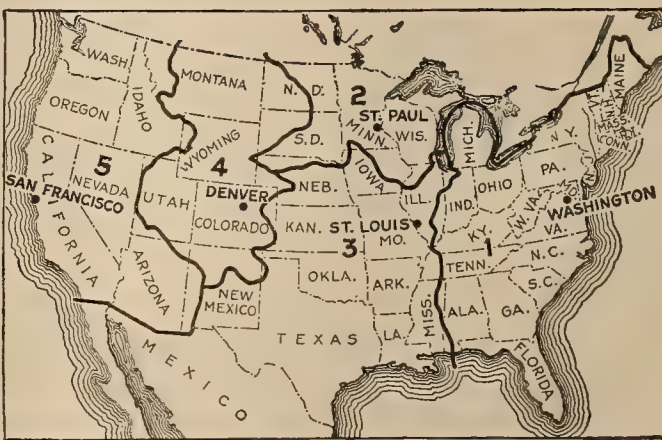 WASH.
MONTANA
N. D.
2
ST. PAUL
MINN.
WIS.
MICH.
VT.
N.H.
MAINE
MASS.
CONN.
N.Y.
OREGON
IDAHO
WYOMING
S.D.
5
4
NEVADA
SAN FRANCISCO
CALIFORNIA
UTAH
DENVER
COLORADO
NEB.
IOWA
ILL.
IND.
OHIO
PA.
KAN.
ST. LOUIS
MO.
3
KY.
1
W. VA.
WASHINGTON
VA.
ARIZONA
NEW
MEXICO
OKLA.
ARK.
TENN.
N.C.
S.C.
TEXAS
LA.
MISS.
ALA.
GA.
FLORIDA
MEXICO